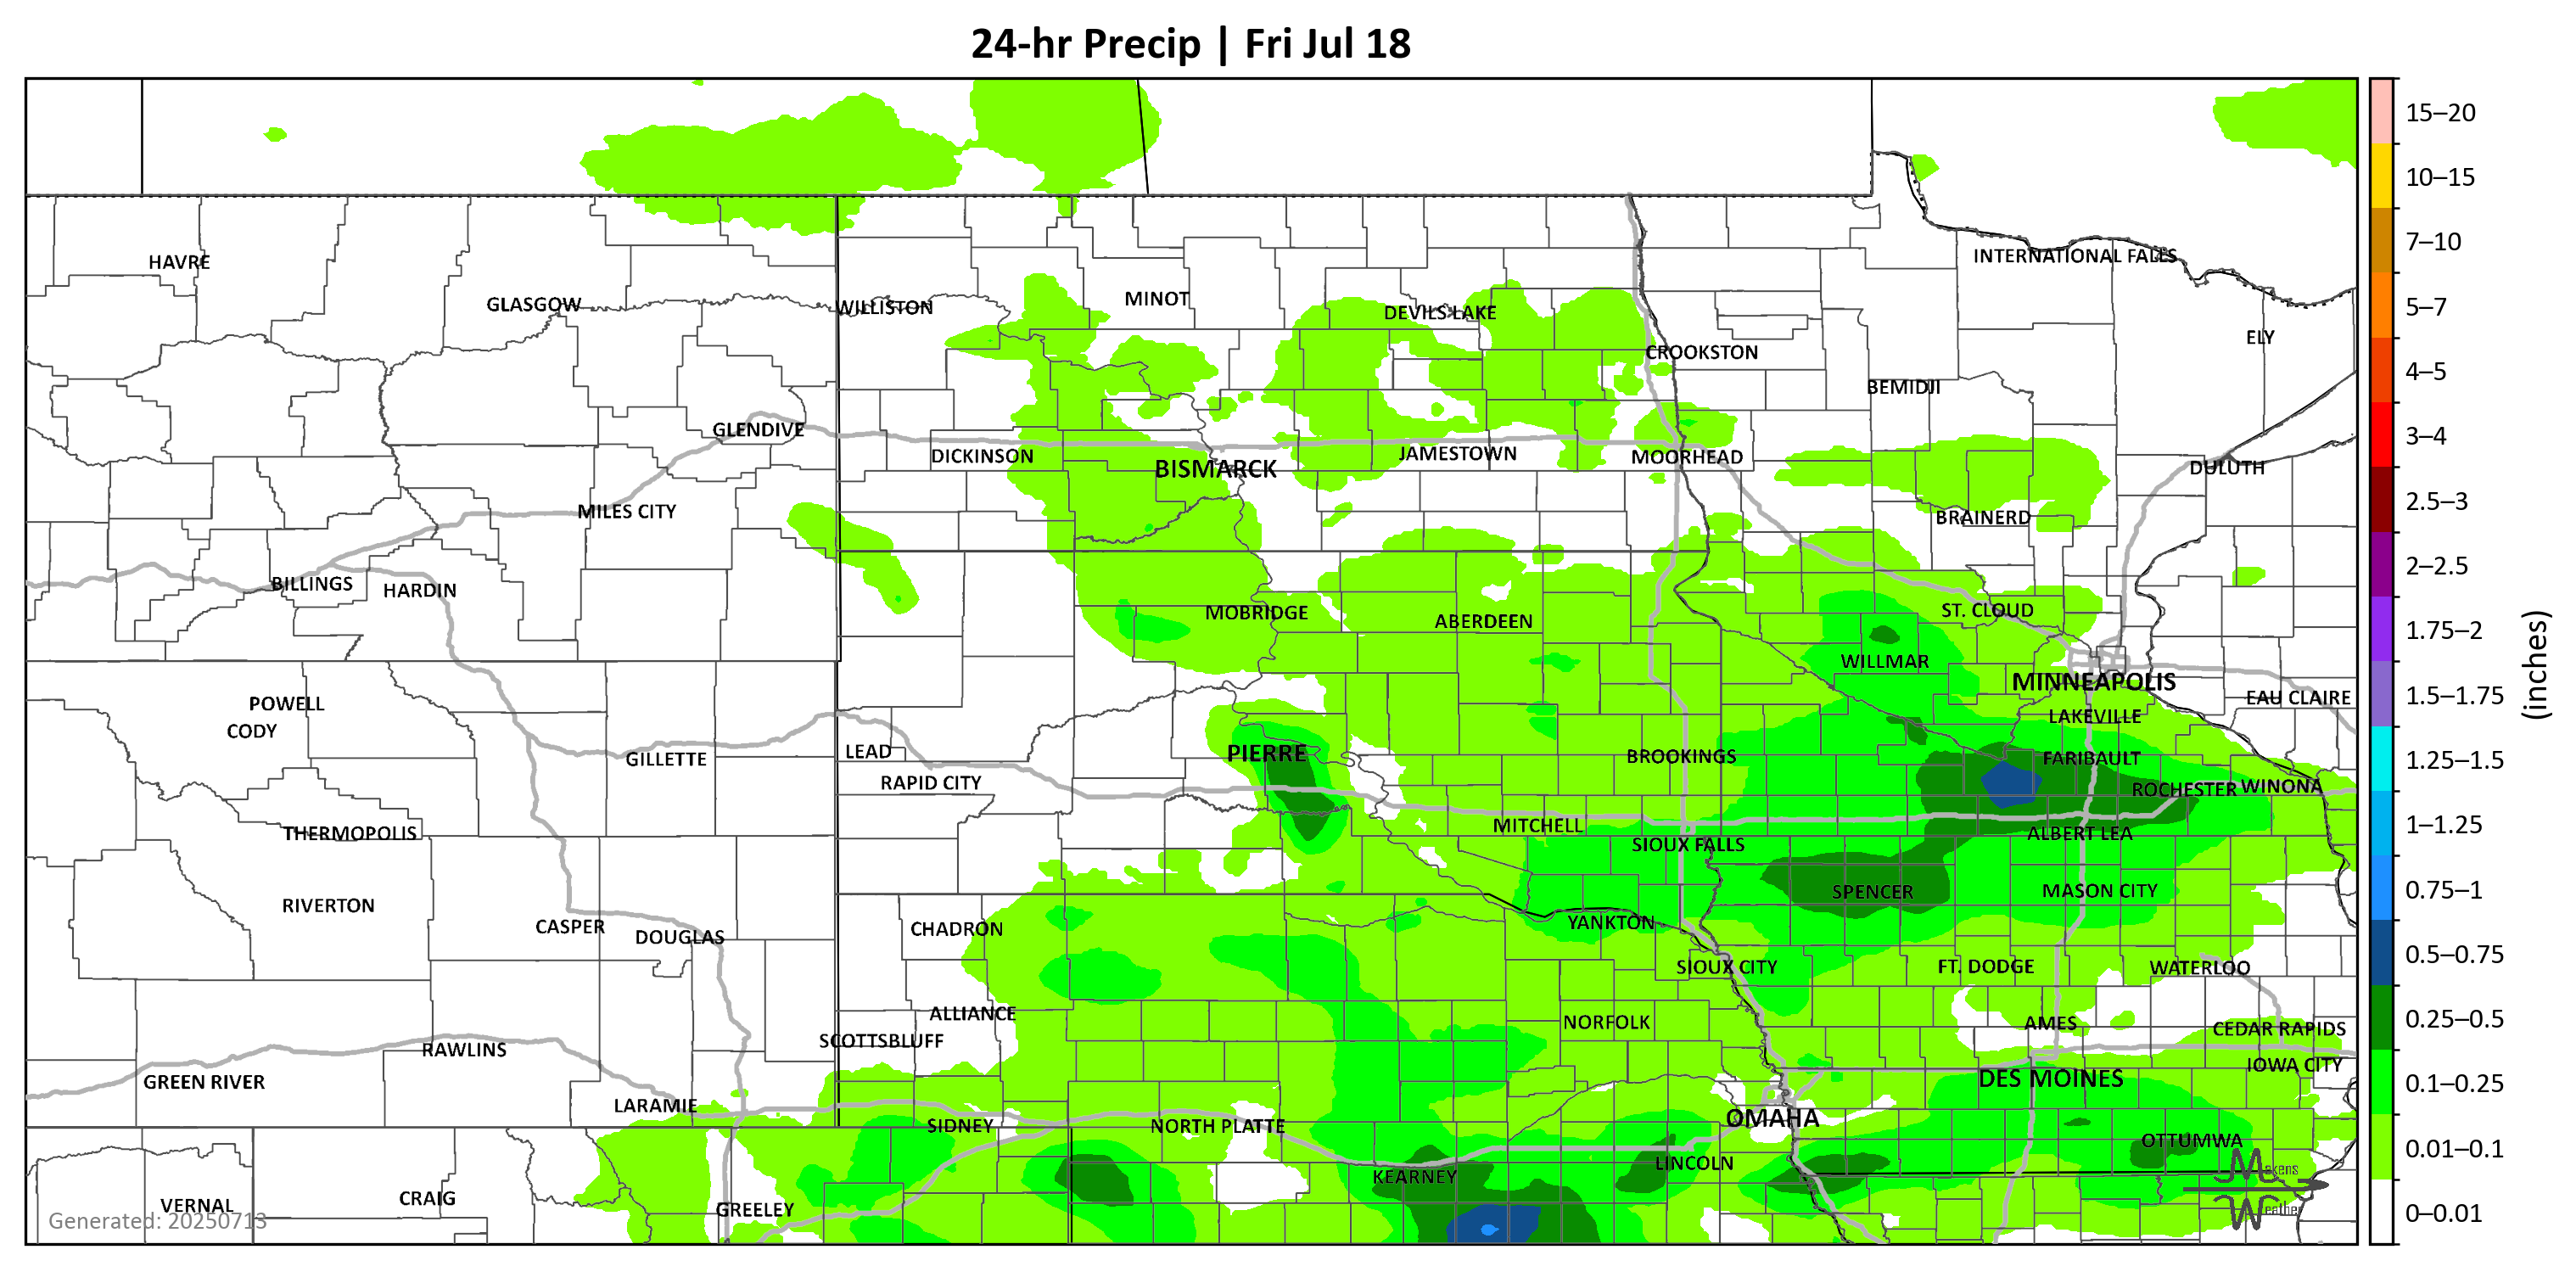 24-hr Precip | Fri Jul 18
15–20
10–15
7–10
5–7
4–5
3–4
2.5–3
2–2.5
1.75–2
1.5–1.75
1.25–1.5
1–1.25
0.75–1
0.5–0.75
0.25–0.5
0.1–0.25
0.01–0.1
0–0.01
(inches)
INTERNATIONAL FALLS
HAVRE
MINOT
GLASGOW
WILLISTON
DEVILS LAKE
ELY
CROOKSTON
BEMIDJI
GLENDIVE
DICKINSON
JAMESTOWN
MOORHEAD
BISMARCK
DULUTH
MILES CITY
BRAINERD
BILLINGS
HARDIN
MOBRIDGE
ST. CLOUD
ABERDEEN
WILLMAR
MINNEAPOLIS
EAU CLAIRE
POWELL
LAKEVILLE
CODY
LEAD
PIERRE
BROOKINGS
GILLETTE
FARIBAULT
RAPID CITY
ROCHESTER
WINONA
MITCHELL
THERMOPOLIS
ALBERT LEA
SIOUX FALLS
SPENCER
MASON CITY
RIVERTON
CASPER
CHADRON
YANKTON
DOUGLAS
SIOUX CITY
FT. DODGE
WATERLOO
ALLIANCE
NORFOLK
AMES
CEDAR RAPIDS
SCOTTSBLUFF
RAWLINS
IOWA CITY
GREEN RIVER
DES MOINES
LARAMIE
OMAHA
SIDNEY
NORTH PLATTE
OTTUMWA
LINCOLN
KEARNEY
CRAIG
VERNAL
GREELEY
Generated: 20250713
Makens
Weather